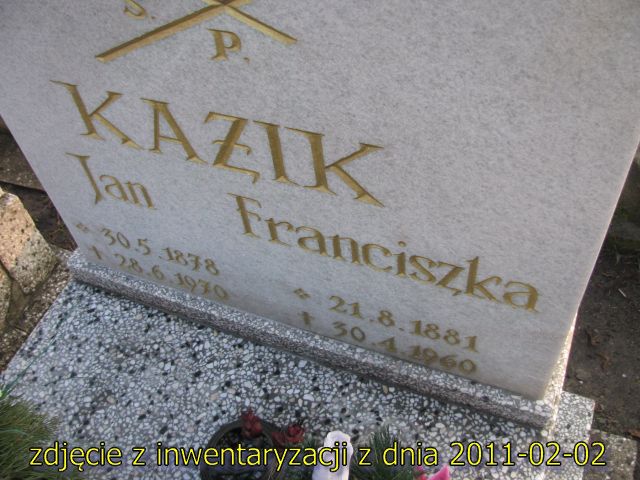 Ś. P.
KAZIK
Jan Franciszka
* 30.5.1878 * 21.8.1881
† 28.6.1970 † 30.4.1960
zdjęcie z inwentaryzacji z dnia 2011-02-02